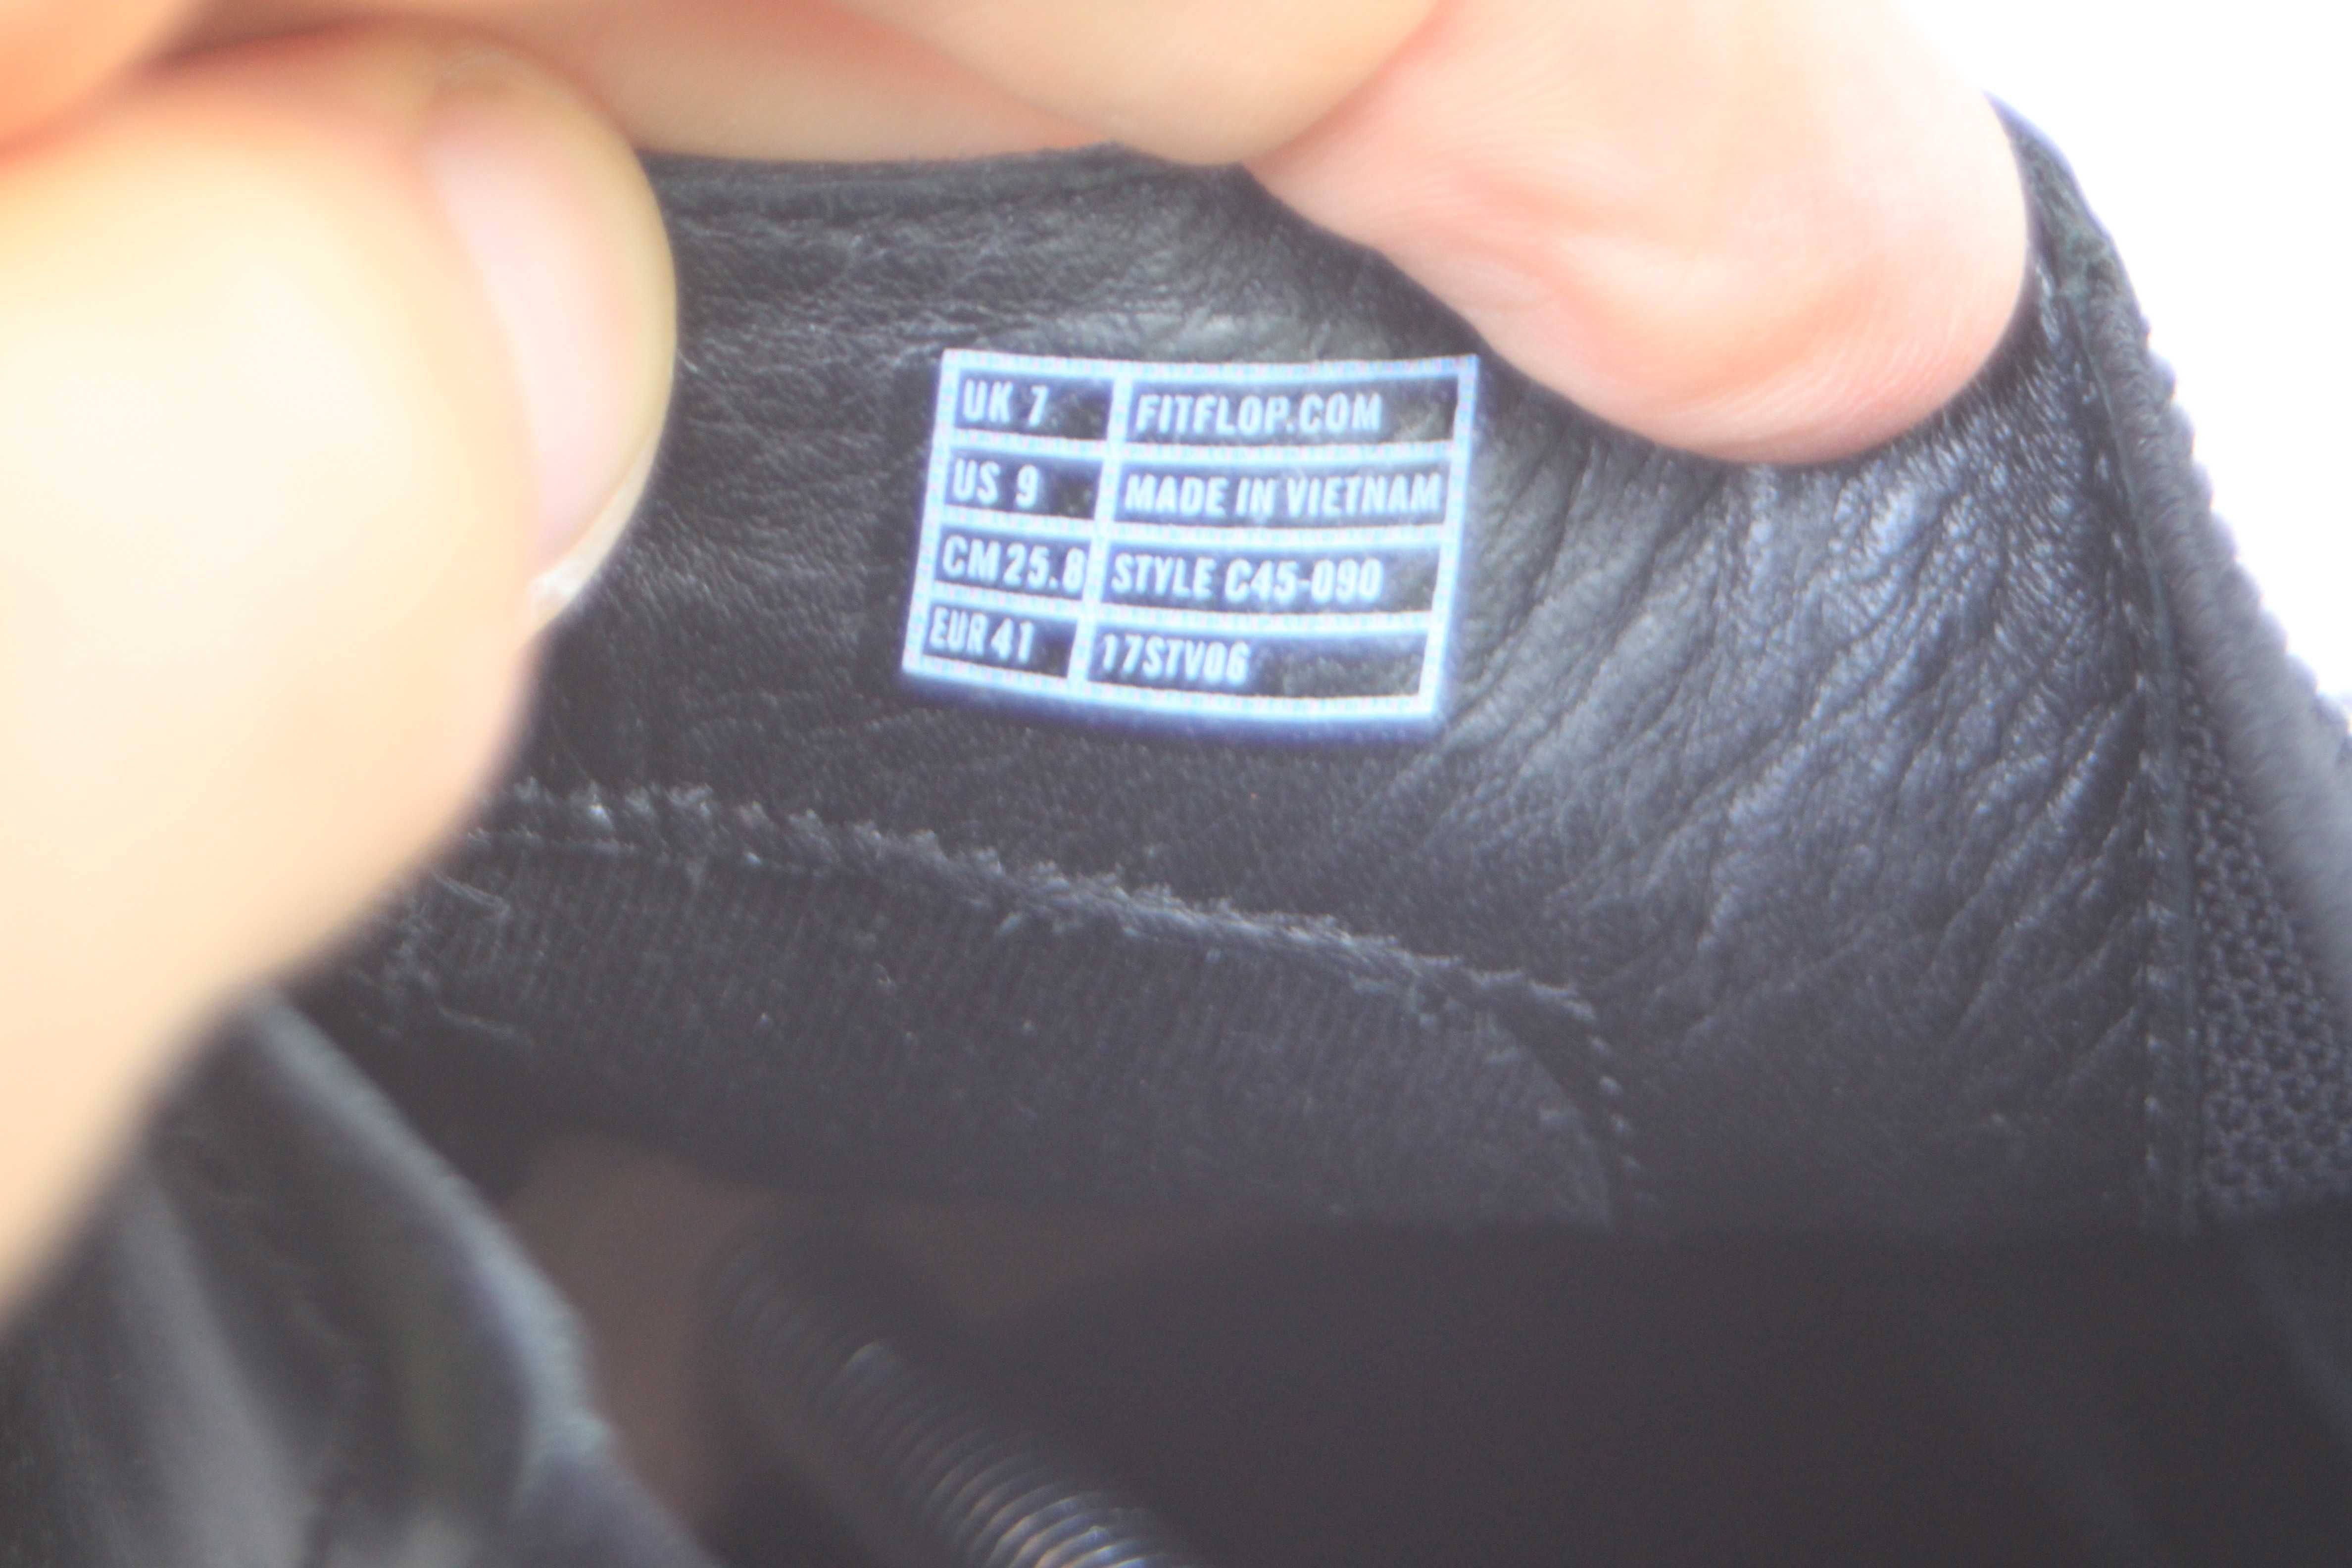 UK 7 FITFLOP.COM
US 9 MADE IN VIETNAM
CM 25.8 STYLE C45-090
EUR 41 17STV06